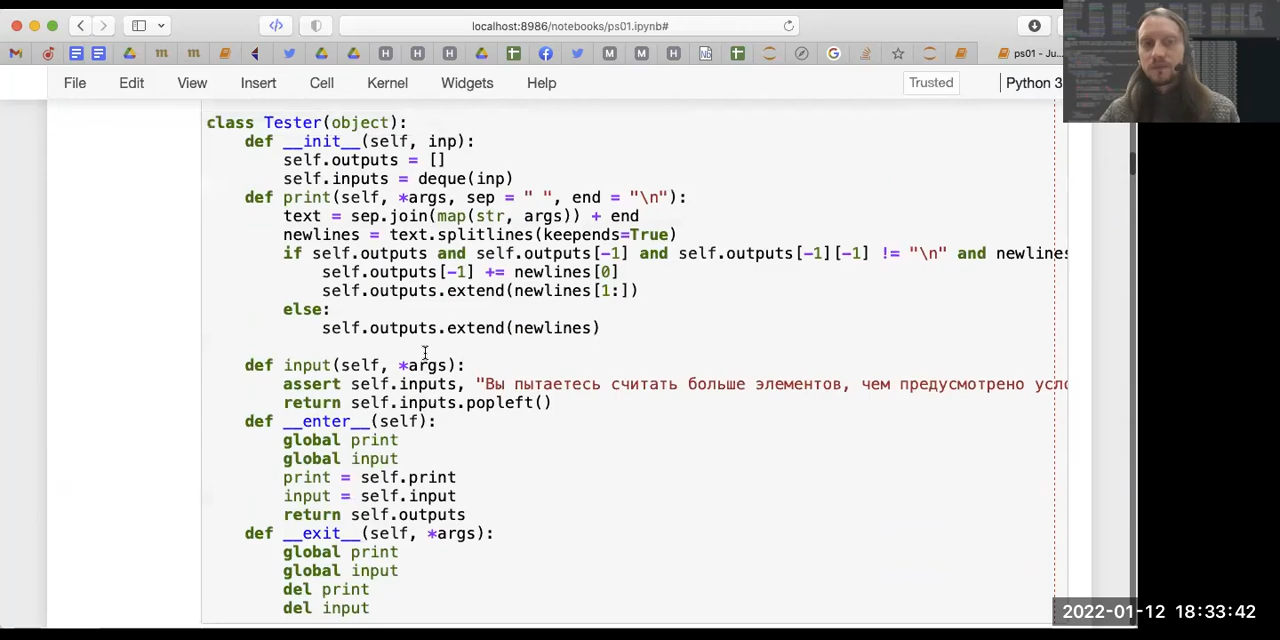 localhost:8986/notebooks/ps01.ipynb#
ps01 - Ju...
File Edit View Insert Cell Kernel Widgets Help Trusted Python 3
class Tester(object):
    def __init__(self, inp):
        self.outputs = []
        self.inputs = deque(inp)
    def print(self, *args, sep = " ", end = "\n"):
        text = sep.join(map(str, args)) + end
        newlines = text.splitlines(keepends=True)
        if self.outputs and self.outputs[-1] and self.outputs[-1][-1] != "\n" and newlines
            self.outputs[-1] += newlines[0]
            self.outputs.extend(newlines[1:])
        else:
            self.outputs.extend(newlines)
    def input(self, *args):
        assert self.inputs, "Вы пытаетесь считать больше элементов, чем предусмотрено усло
        return self.inputs.popleft()
    def __enter__(self):
        global print
        global input
        print = self.print
        input = self.input
        return self.outputs
    def __exit__(self, *args):
        global print
        global input
        del print
        del input
2022-01-12 18:33:42